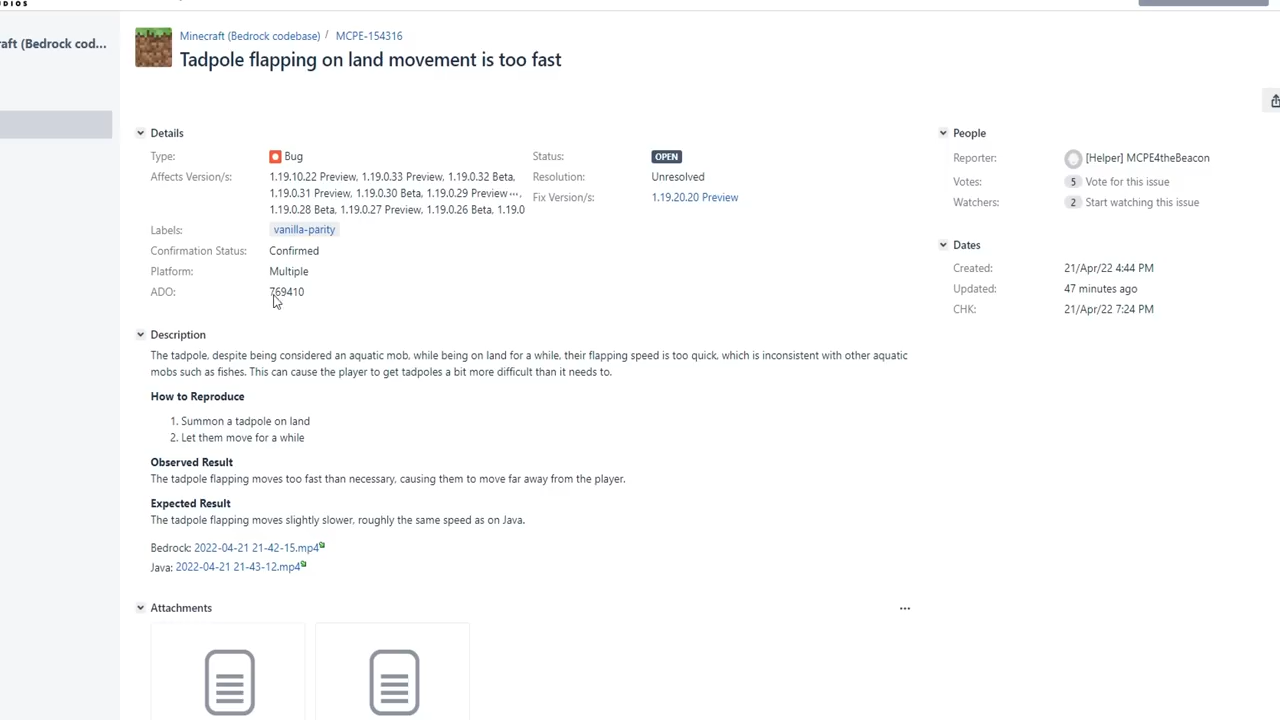 raft (Bedrock cod...
Minecraft (Bedrock codebase) / MCPE-154316
Tadpole flapping on land movement is too fast
Details
Type: Bug
Affects Version/s: 1.19.10.22 Preview, 1.19.0.33 Preview, 1.19.0.32 Beta,
1.19.0.31 Preview, 1.19.0.30 Beta, 1.19.0.29 Preview ···,
1.19.0.28 Beta, 1.19.0.27 Preview, 1.19.0.26 Beta, 1.19.0
Labels: vanilla-parity
Confirmation Status: Confirmed
Platform: Multiple
ADO: 769410
Status: OPEN
Resolution: Unresolved
Fix Version/s: 1.19.20.20 Preview
Description
The tadpole, despite being considered an aquatic mob, while being on land for a while, their flapping speed is too quick, which is inconsistent with other aquatic
mobs such as fishes. This can cause the player to get tadpoles a bit more difficult than it needs to.
How to Reproduce
1. Summon a tadpole on land
2. Let them move for a while
Observed Result
The tadpole flapping moves too fast than necessary, causing them to move far away from the player.
Expected Result
The tadpole flapping moves slightly slower, roughly the same speed as on Java.
Bedrock: 2022-04-21 21-42-15.mp4
Java: 2022-04-21 21-43-12.mp4
Attachments
People
Reporter: [Helper] MCPE4theBeacon
Votes: 5 Vote for this issue
Watchers: 2 Start watching this issue
Dates
Created: 21/Apr/22 4:44 PM
Updated: 47 minutes ago
CHK: 21/Apr/22 7:24 PM